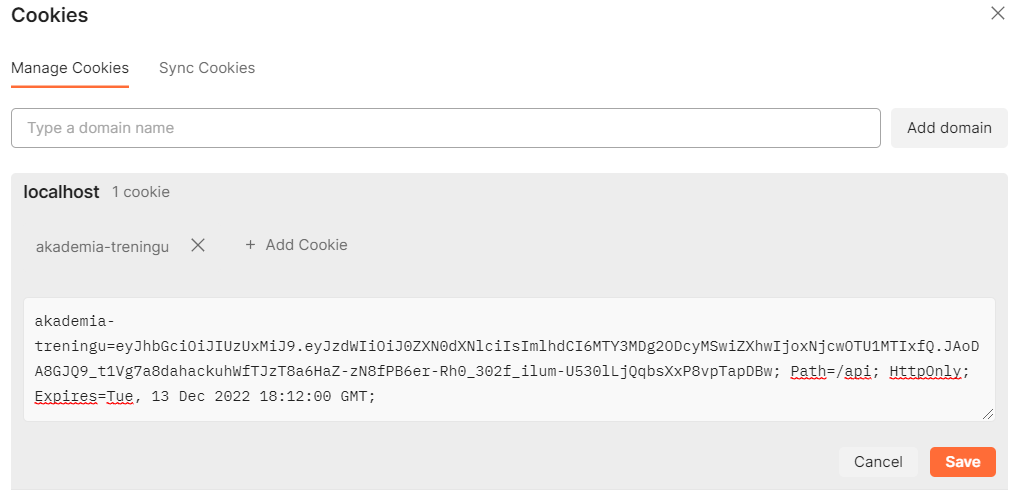 Cookies
Manage Cookies Sync Cookies
Type a domain name Add domain
localhost 1 cookie
akademia-treningu + Add Cookie
akademia-
treningu=eyJhbGciOiJIUzUxMiJ9.eyJzdWIiOiJ0ZXN0dXNlciIsImlhdCI6MTY3MDg2ODcyMSwiZXhwIjoxNjcwOTU1MTIxfQ.JAoD
A8GJQ9_t1Vg7a8dahackuhWfTJzT8a6HaZ-zN8fPB6er-Rh0_302f_ilum-U530lLjQqbsXxP8vpTapDBw; Path=/api; HttpOnly;
Expires=Tue, 13 Dec 2022 18:12:00 GMT;
Cancel Save